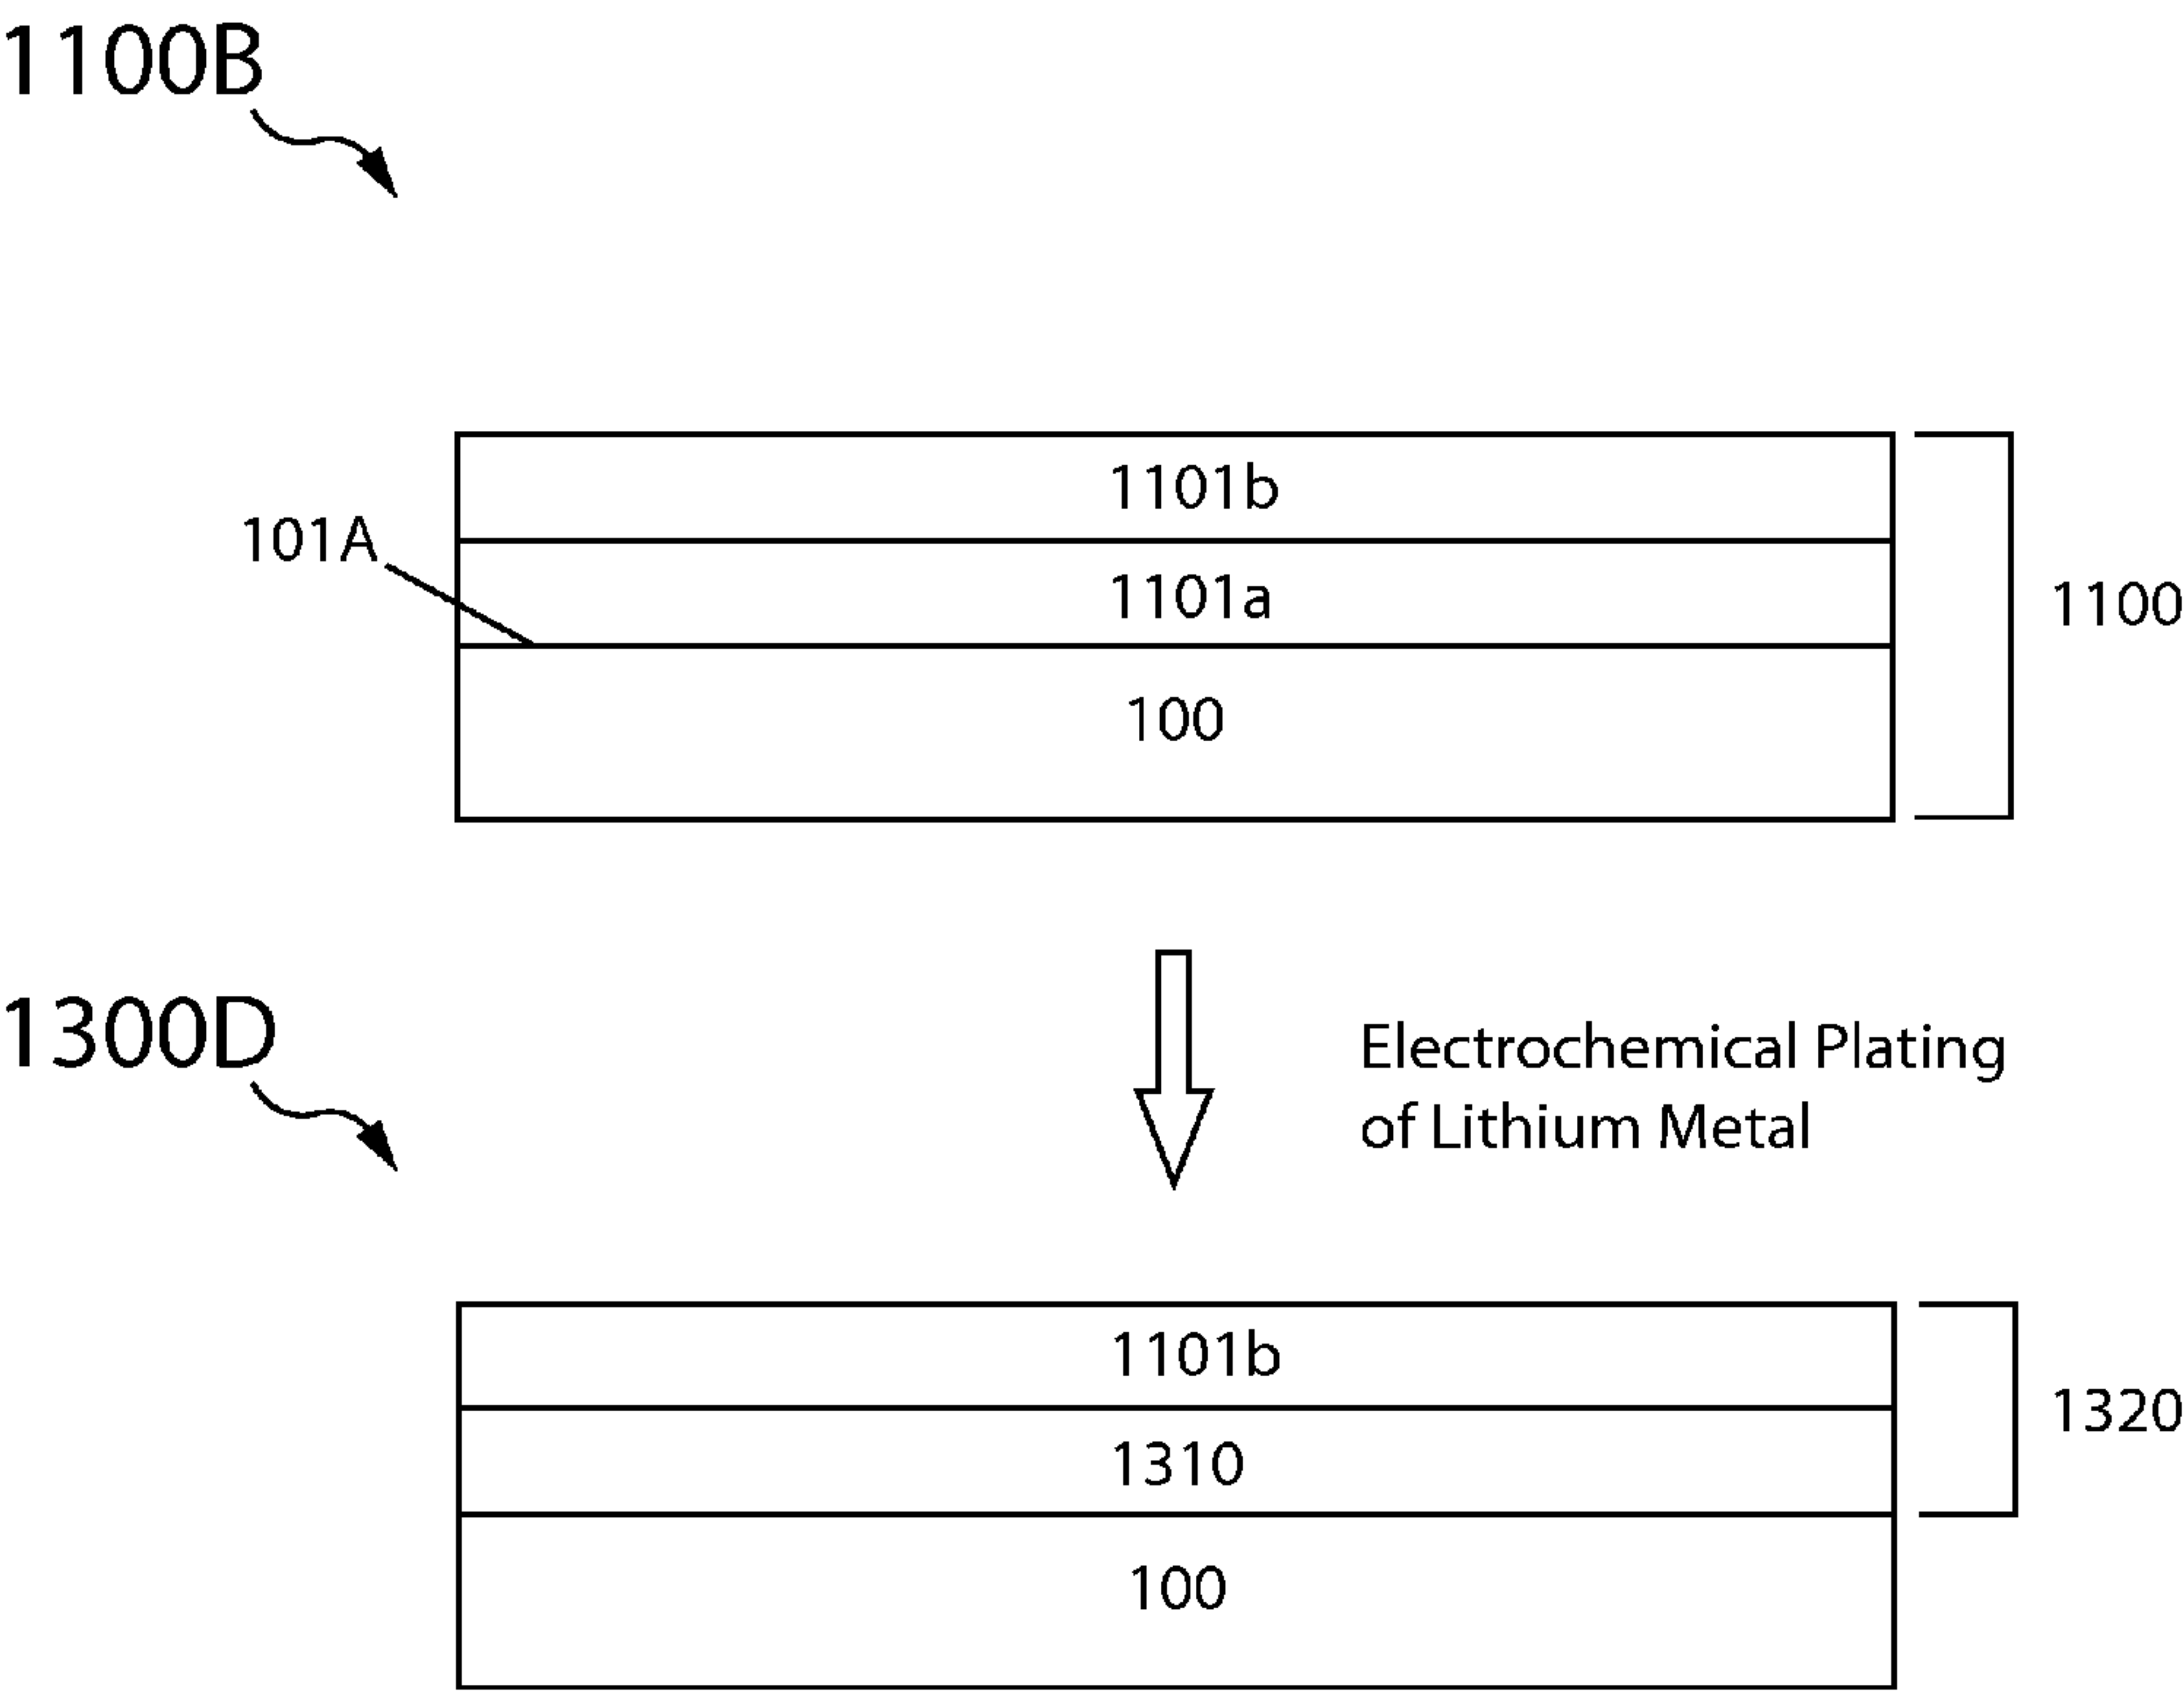 1100B
1101b
101A
1101a
1100
100
1300D
Electrochemical Plating
of Lithium Metal
1101b
1320
1310
100